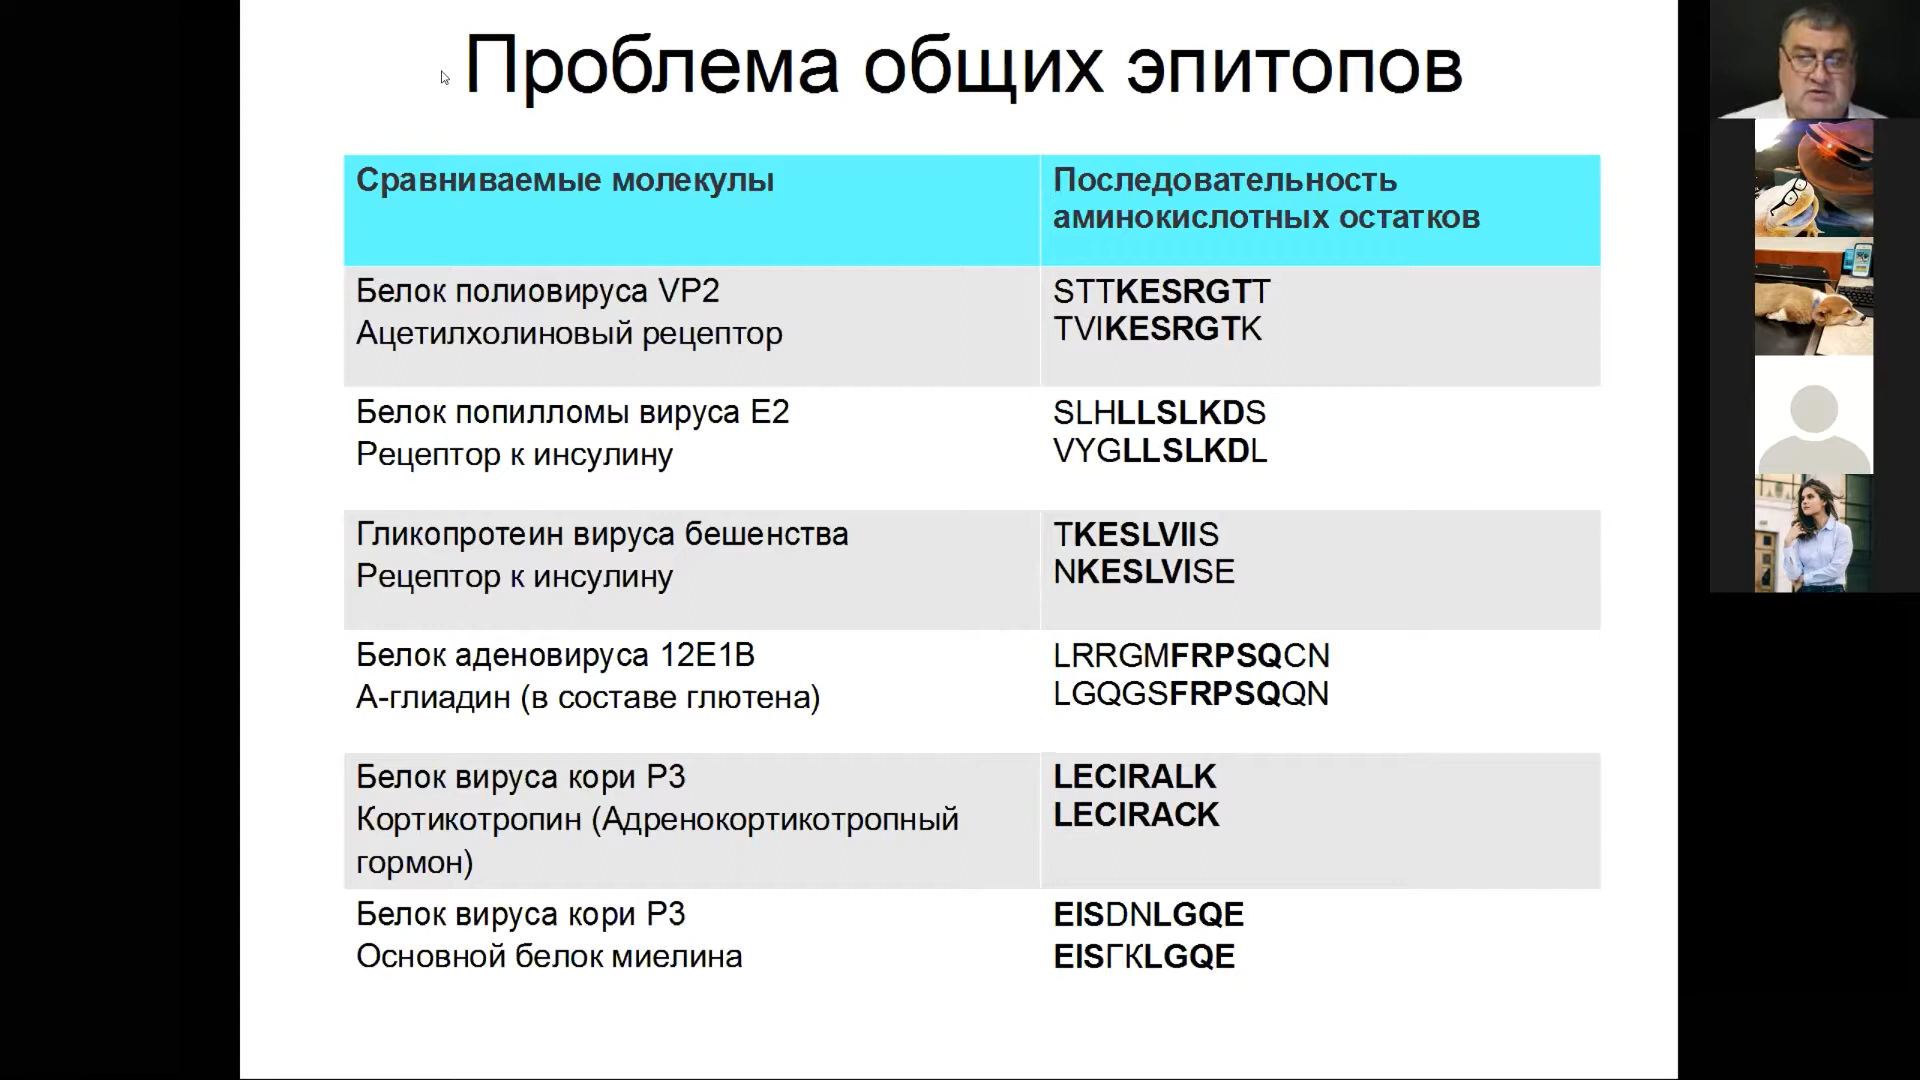 Проблема общих эпитопов
Сравниваемые молекулы
Последовательность
аминокислотных остатков
Белок полиовируса VP2
Ацетилхолиновый рецептор
STTKESRGTT
TVIKESRGTK
Белок попилломы вируса Е2
Рецептор к инсулину
SLHLLSLKDS
VYGLLSLKDL
Гликопротеин вируса бешенства
Рецептор к инсулину
TKESLVIIS
NKESLVISE
Белок аденовируса 12Е1В
А-глиадин (в составе глютена)
LRRGMFRPSQCN
LGQGSFRPSQQN
Белок вируса кори Р3
Кортикотропин (Адренокортикотропный
гормон)
LECIRALK
LECIRACK
Белок вируса кори Р3
Основной белок миелина
EISDNLGQE
EISГКLGQE